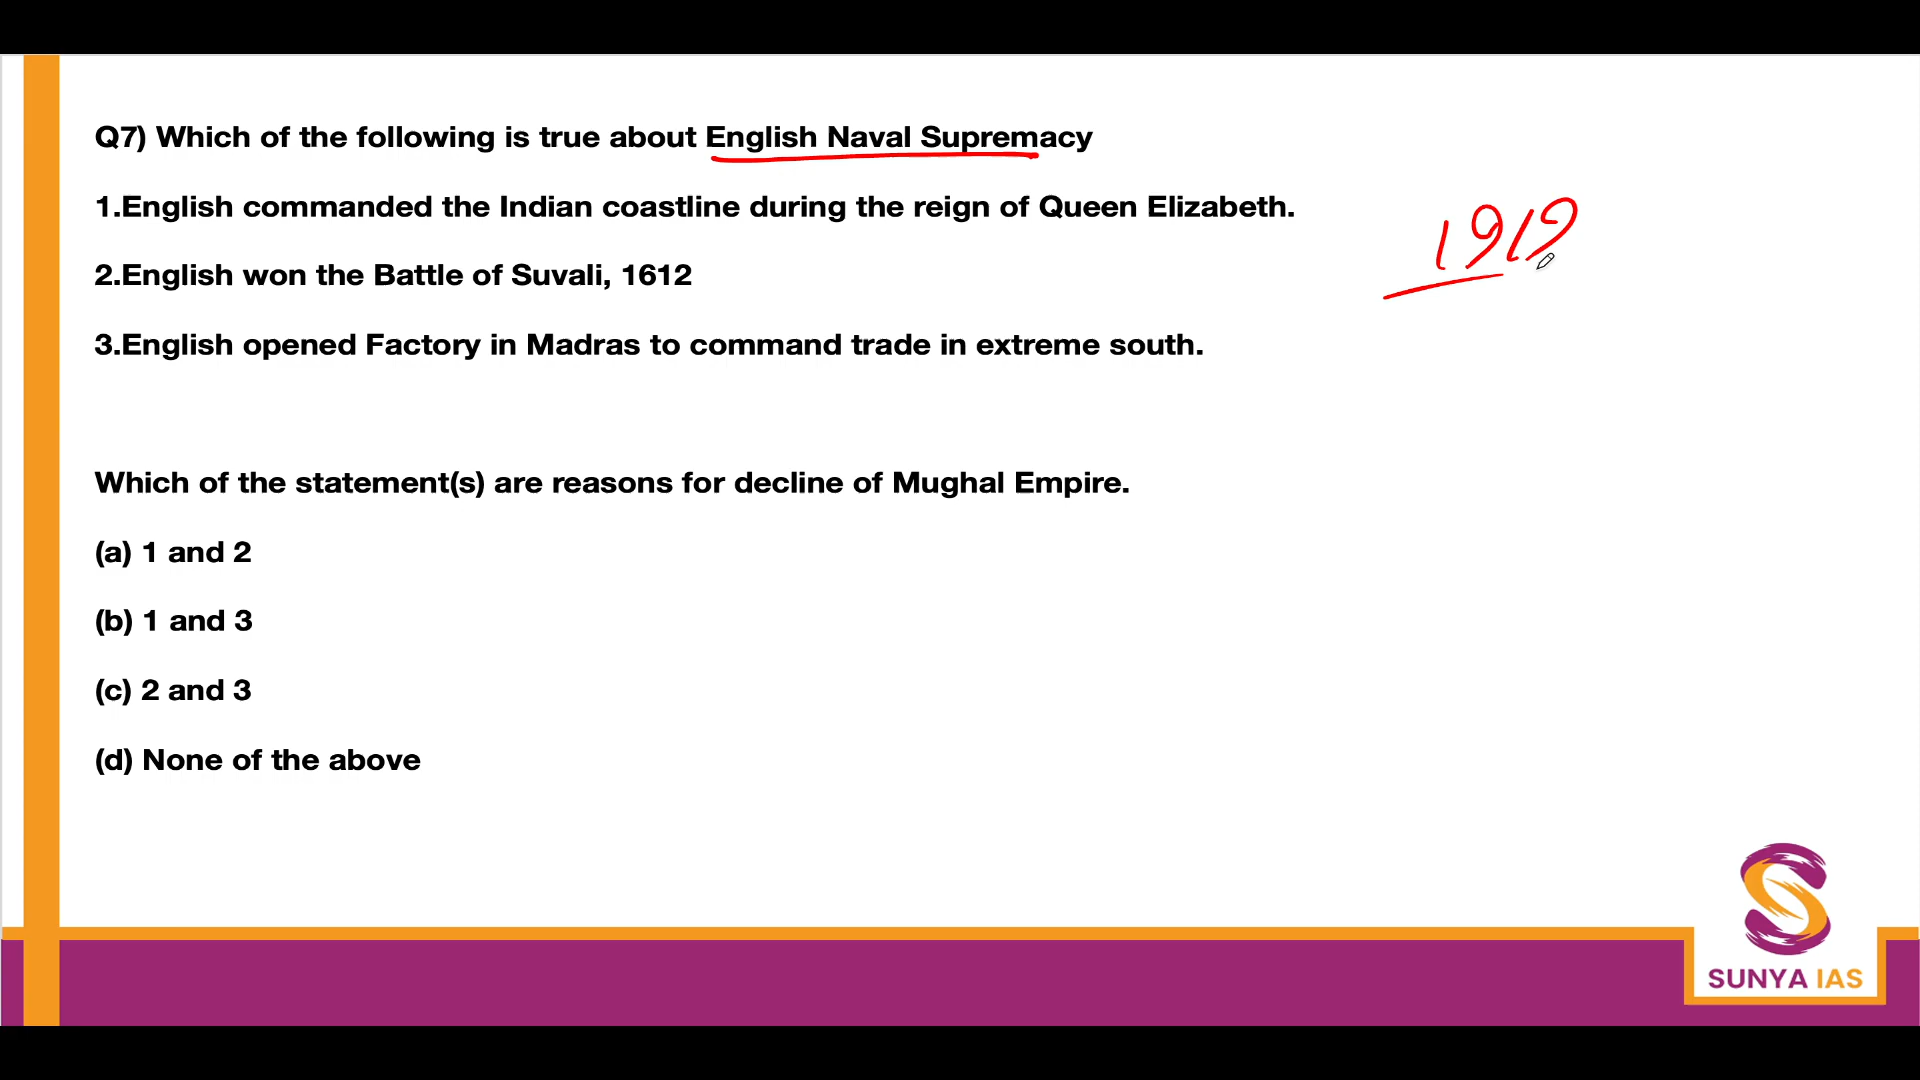 Q7) Which of the following is true about English Naval Supremacy
1.English commanded the Indian coastline during the reign of Queen Elizabeth.
1919
2.English won the Battle of Suvali, 1612
3.English opened Factory in Madras to command trade in extreme south.
Which of the statement(s) are reasons for decline of Mughal Empire.
(a) 1 and 2
(b) 1 and 3
(c) 2 and 3
(d) None of the above
SUNYA IAS